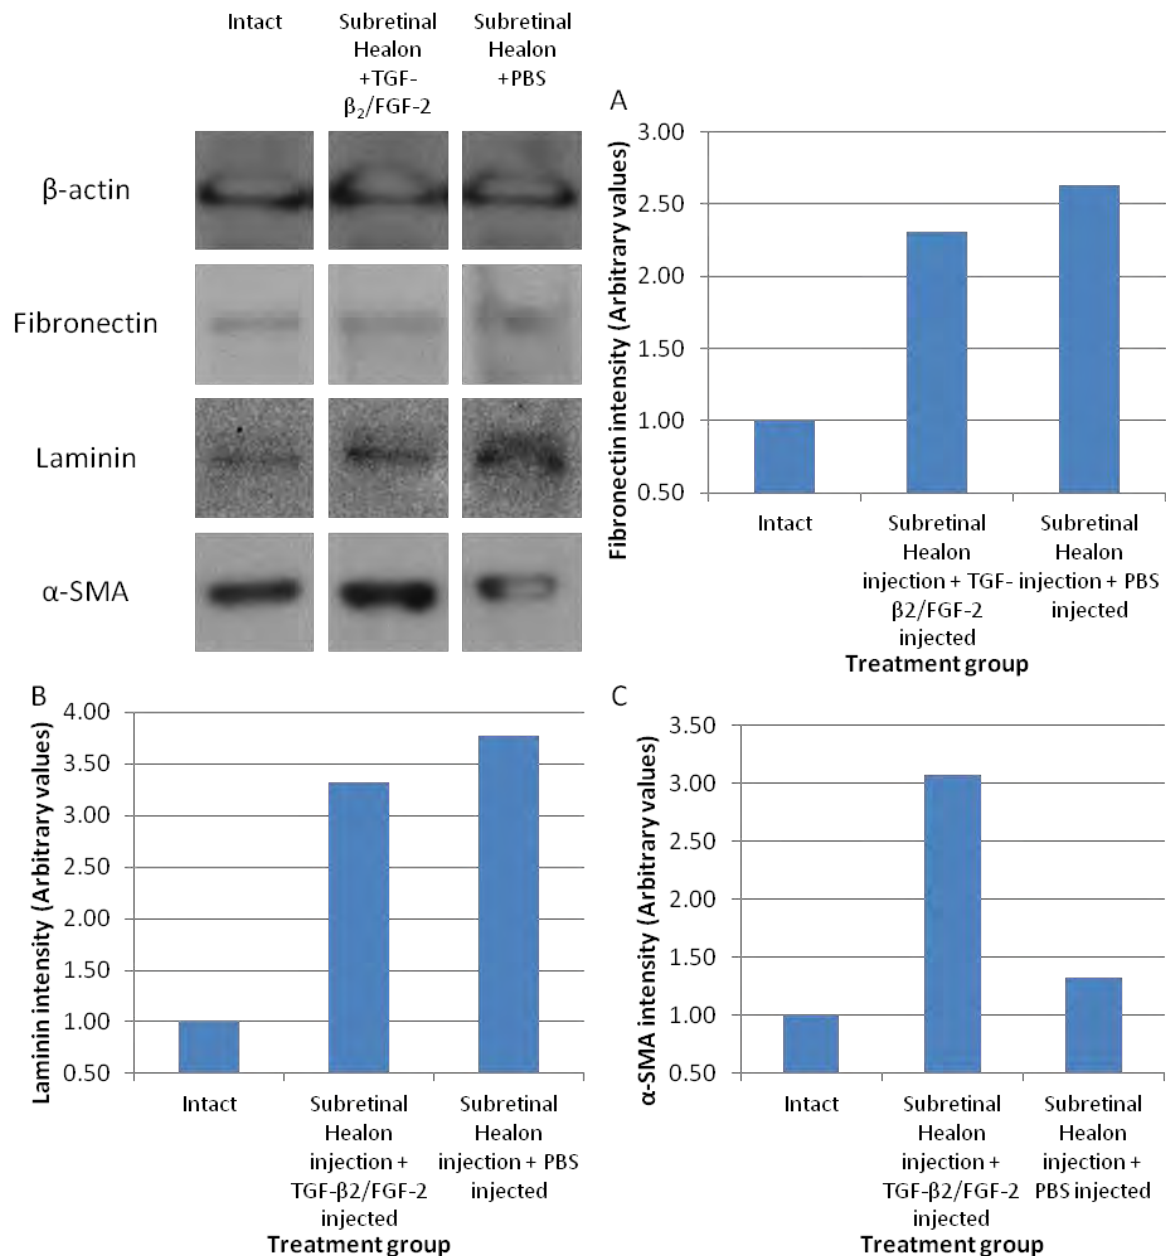 Intact
Subretinal
Healon
+TGF-
β₂/FGF-2
Subretinal
Healon
+PBS
β-actin
Fibronectin
Laminin
α-SMA
A
Fibronectin intensity (Arbitrary values)
3.00
2.50
2.00
1.50
1.00
0.50
Intact
Subretinal
Healon
injection + TGF-
β2/FGF-2
injected
Subretinal
Healon
injection + PBS
injected
Treatment group
B
Laminin intensity (Arbitrary values)
4.00
3.50
3.00
2.50
2.00
1.50
1.00
0.50
Intact
Subretinal
Healon
injection +
TGF-β2/FGF-2
injected
Subretinal
Healon
injection + PBS
injected
Treatment group
C
α-SMA intensity (Arbitrary values)
3.50
3.00
2.50
2.00
1.50
1.00
0.50
Intact
Subretinal
Healon
injection +
TGF-β2/FGF-2
injected
Subretinal
Healon
injection +
PBS injected
Treatment group